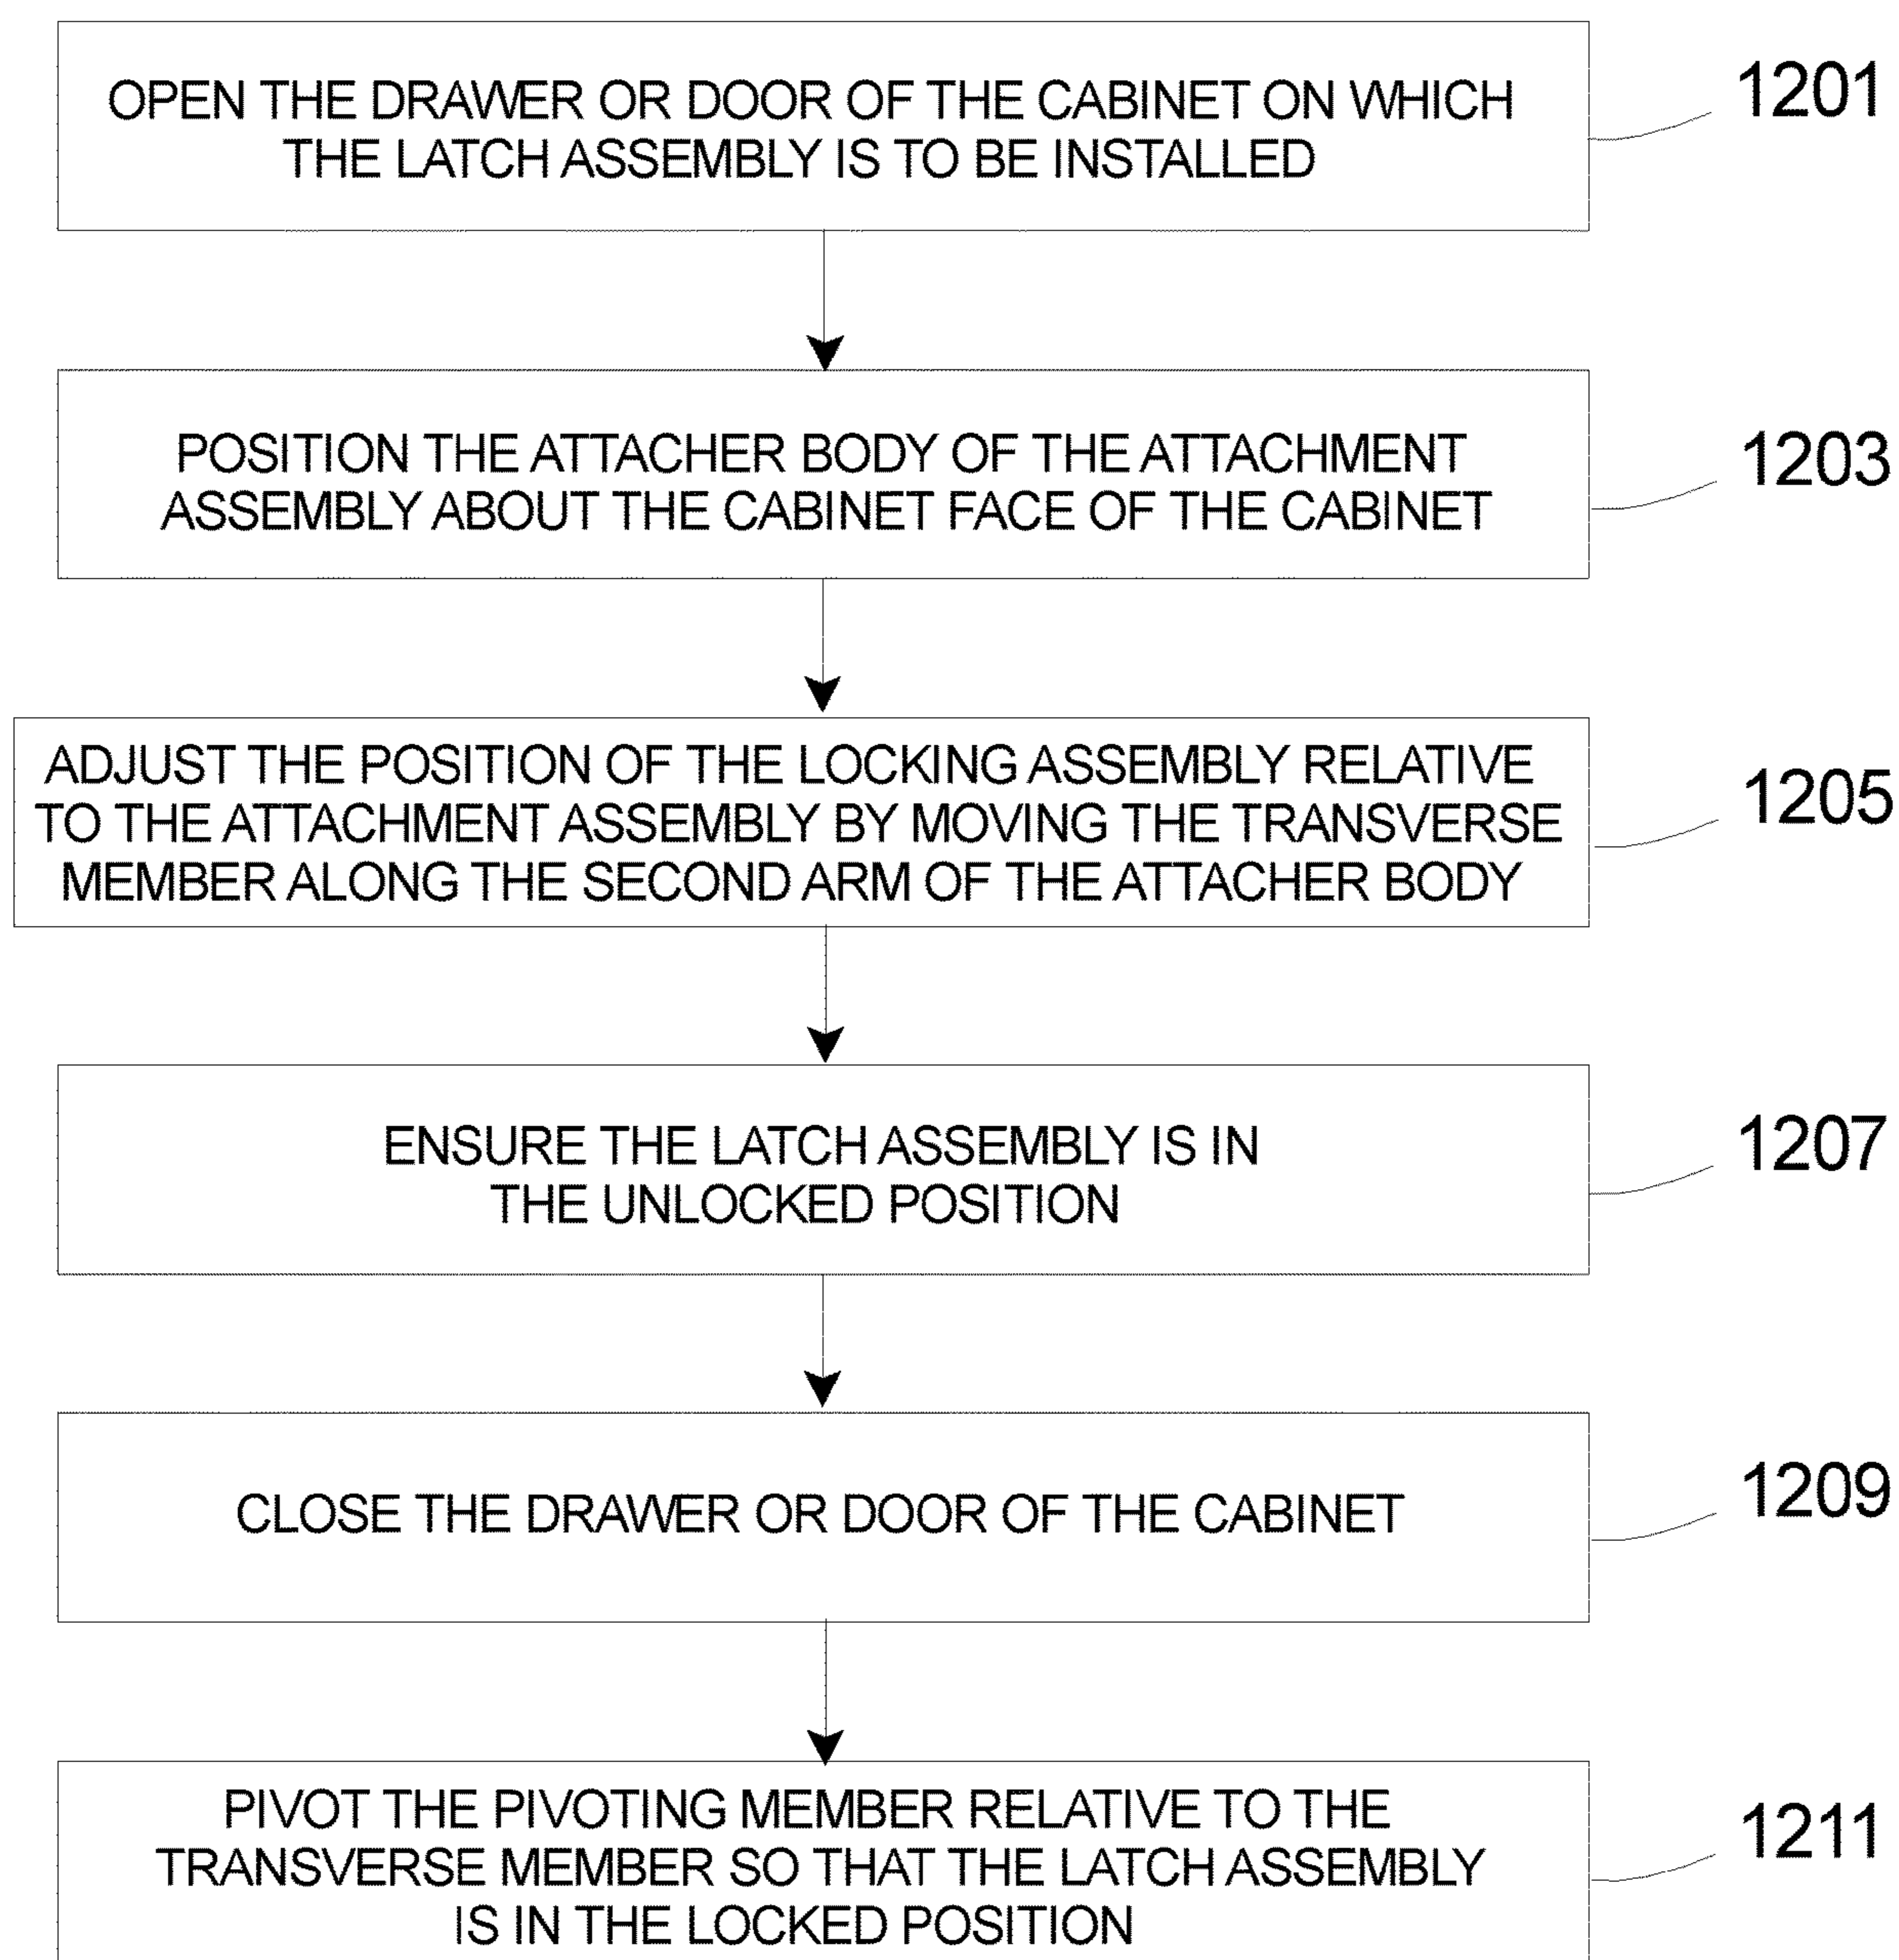 OPEN THE DRAWER OR DOOR OF THE CABINET ON WHICH
THE LATCH ASSEMBLY IS TO BE INSTALLED
1201
POSITION THE ATTACHER BODY OF THE ATTACHMENT
ASSEMBLY ABOUT THE CABINET FACE OF THE CABINET
1203
ADJUST THE POSITION OF THE LOCKING ASSEMBLY RELATIVE
TO THE ATTACHMENT ASSEMBLY BY MOVING THE TRANSVERSE
MEMBER ALONG THE SECOND ARM OF THE ATTACHER BODY
1205
ENSURE THE LATCH ASSEMBLY IS IN
THE UNLOCKED POSITION
1207
CLOSE THE DRAWER OR DOOR OF THE CABINET
1209
PIVOT THE PIVOTING MEMBER RELATIVE TO THE
TRANSVERSE MEMBER SO THAT THE LATCH ASSEMBLY
IS IN THE LOCKED POSITION
1211